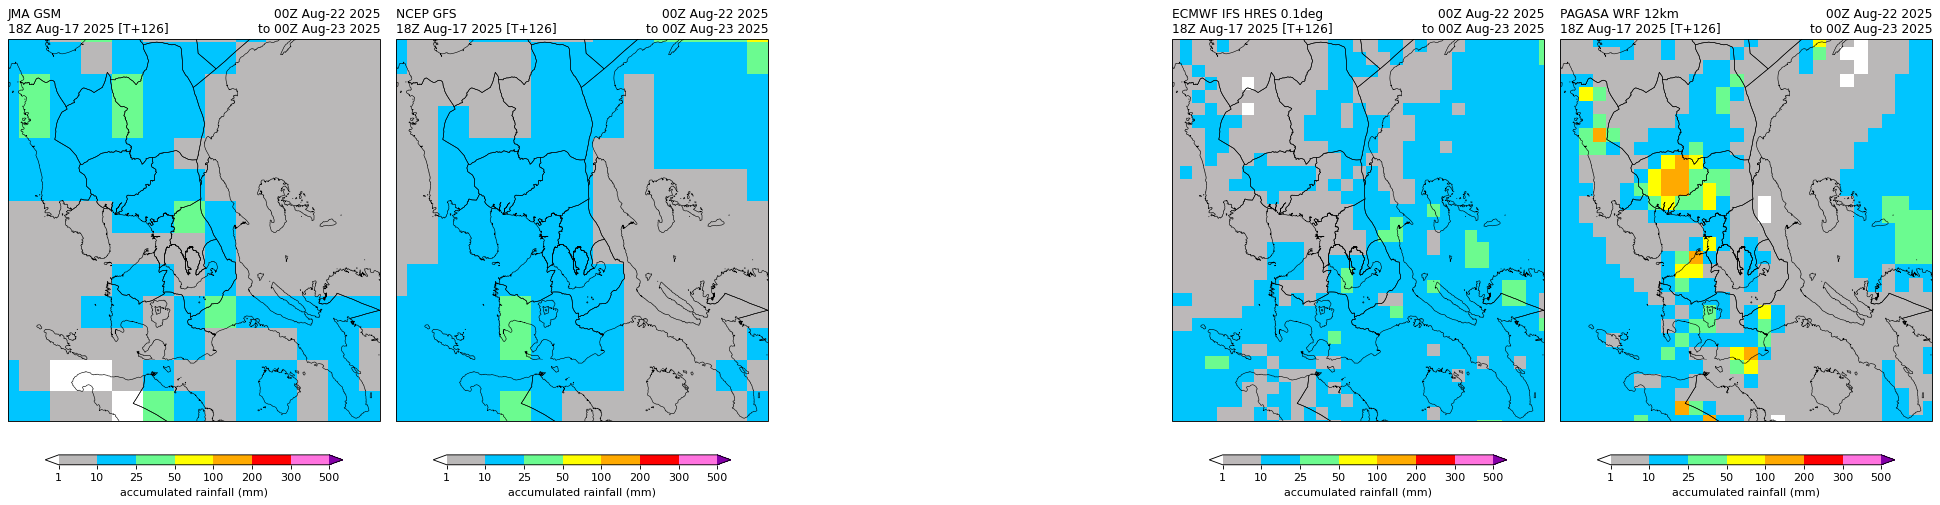 JMA GSM 00Z Aug-22 2025
18Z Aug-17 2025 [T+126] to 00Z Aug-23 2025
1 10 25 50 100 200 300 500
accumulated rainfall (mm)
NCEP GFS 00Z Aug-22 2025
18Z Aug-17 2025 [T+126] to 00Z Aug-23 2025
1 10 25 50 100 200 300 500
accumulated rainfall (mm)
ECMWF IFS HRES 0.1deg 00Z Aug-22 2025
18Z Aug-17 2025 [T+126] to 00Z Aug-23 2025
1 10 25 50 100 200 300 500
accumulated rainfall (mm)
PAGASA WRF 12km 00Z Aug-22 2025
18Z Aug-17 2025 [T+126] to 00Z Aug-23 2025
1 10 25 50 100 200 300 500
accumulated rainfall (mm)